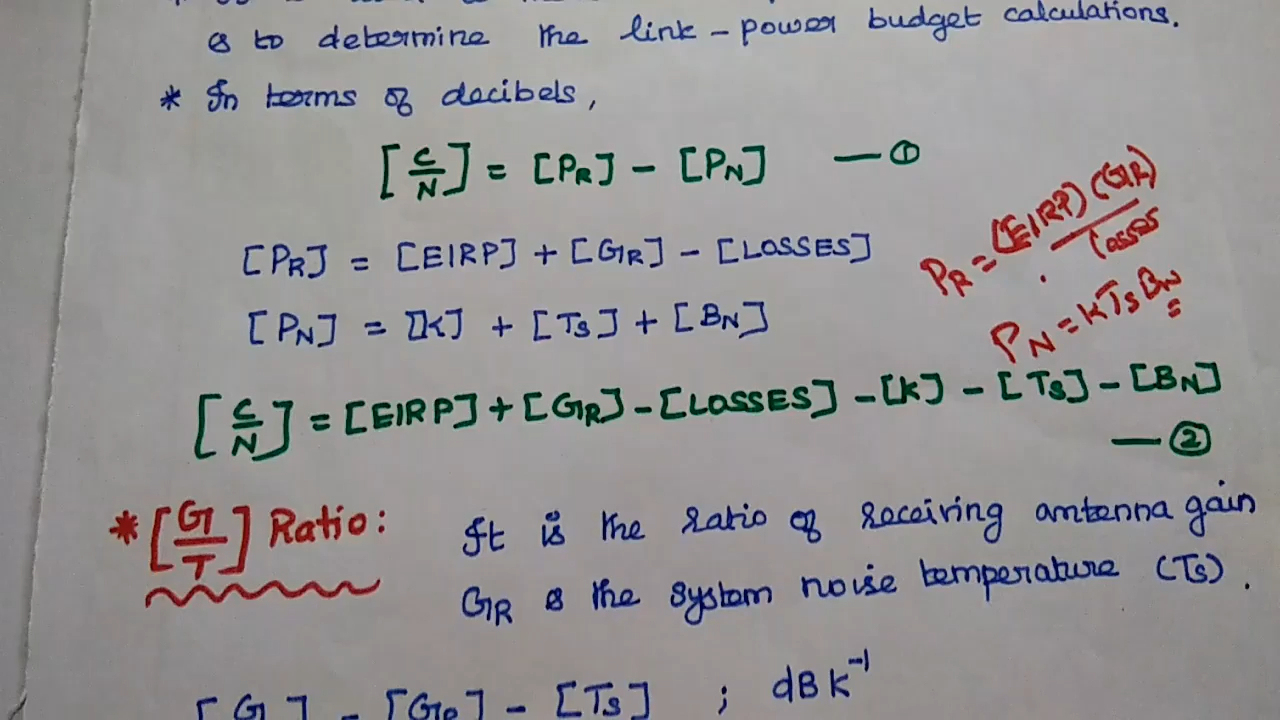 is to determine the link - power budget calculations.
* In terms of decibels,
[C/N] = [PR] - [PN] — ①
[PR] = [EIRP] + [GR] - [LOSSES]
[PN] = [K] + [TS] + [BN]
PR = (EIRP) (GR) / Losses
PN = KTSBN
[C/N] = [EIRP] + [GR] - [LOSSES] - [K] - [TS] - [BN]
— ②
* [G/T] Ratio: It is the ratio of receiving antenna gain
GR is the system noise temperature (TS).
[G ] = [GR] - [TS] ; dBK⁻¹